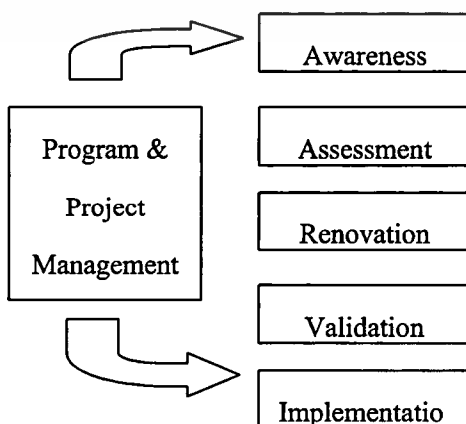 Program &
Project
Management
Awareness
Assessment
Renovation
Validation
Implementatio